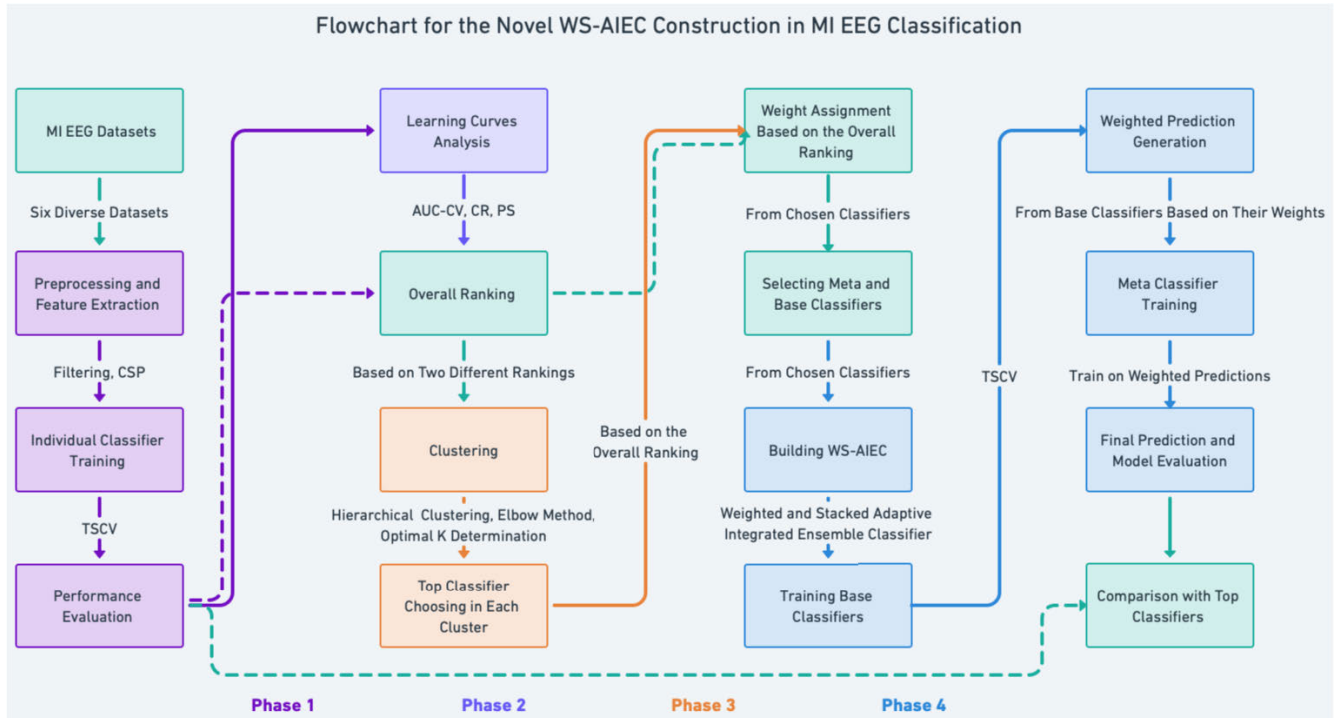 Flowchart for the Novel WS-AIEC Construction in MI EEG Classification
MI EEG Datasets
Six Diverse Datasets
Preprocessing and
Feature Extraction
Filtering, CSP
Individual Classifier
Training
TSCV
Performance
Evaluation
Learning Curves
Analysis
AUC-CV, CR, PS
Overall Ranking
Based on Two Different Rankings
Clustering
Hierarchical Clustering, Elbow Method,
Optimal K Determination
Top Classifier
Choosing in Each
Cluster
Based on the
Overall Ranking
Weight Assignment
Based on the Overall
Ranking
From Chosen Classifiers
Selecting Meta and
Base Classifiers
From Chosen Classifiers
Building WS-AIEC
Weighted and Stacked Adaptive
Integrated Ensemble Classifier
Training Base
Classifiers
TSCV
Weighted Prediction
Generation
From Base Classifiers Based on Their Weights
Meta Classifier
Training
Train on Weighted Predictions
Final Prediction and
Model Evaluation
Comparison with Top
Classifiers
Phase 1
Phase 2
Phase 3
Phase 4